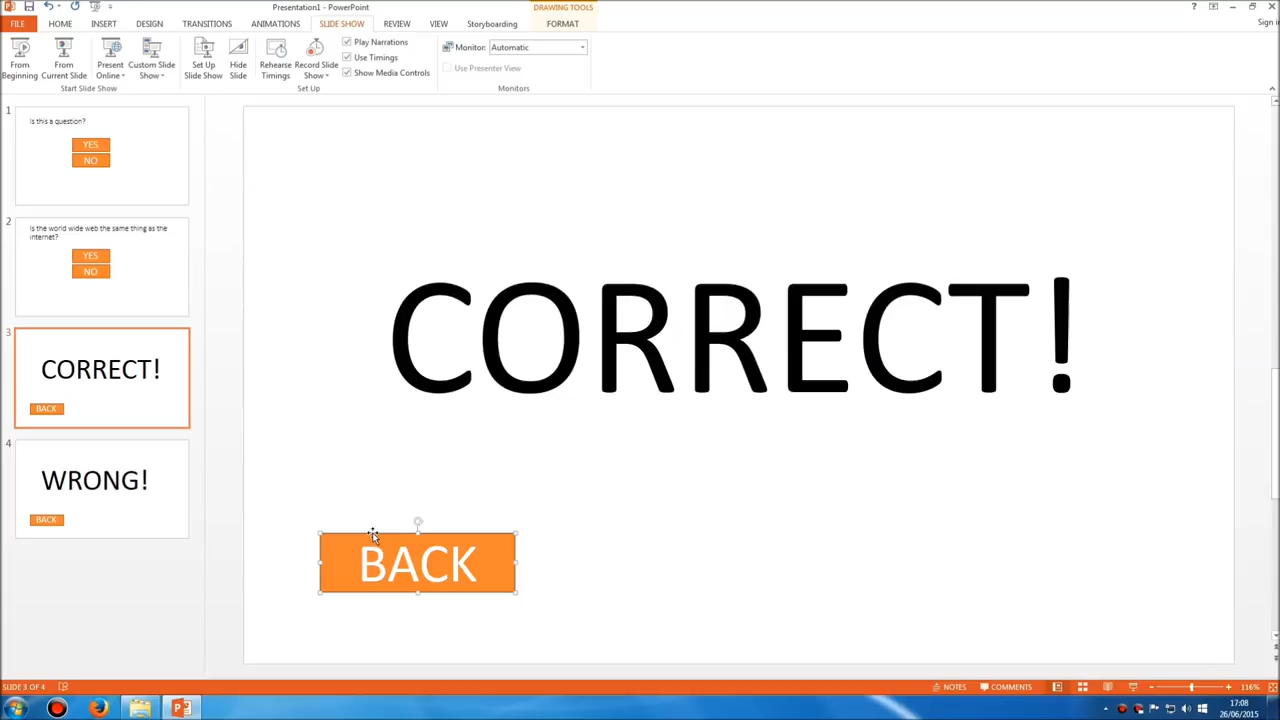 Presentation1 - PowerPoint
DRAWING TOOLS
?
FILE
HOME
INSERT
DESIGN
TRANSITIONS
ANIMATIONS
SLIDE SHOW
REVIEW
VIEW
Storyboarding
FORMAT
Sign in
From Beginning
From Current Slide
Present Online
Custom Slide Show
Start Slide Show
Set Up Slide Show
Hide Slide
Rehearse Timings
Record Slide Show
Play Narrations
Use Timings
Show Media Controls
Set Up
Monitor: Automatic
Use Presenter View
Monitors
1
Is this a question?
YES
NO
2
Is the world wide web the same thing as the
internet?
YES
NO
3
CORRECT!
BACK
4
WRONG!
BACK
CORRECT!
BACK
SLIDE 3 OF 4
NOTES
COMMENTS
116%
17:08
26/06/2015